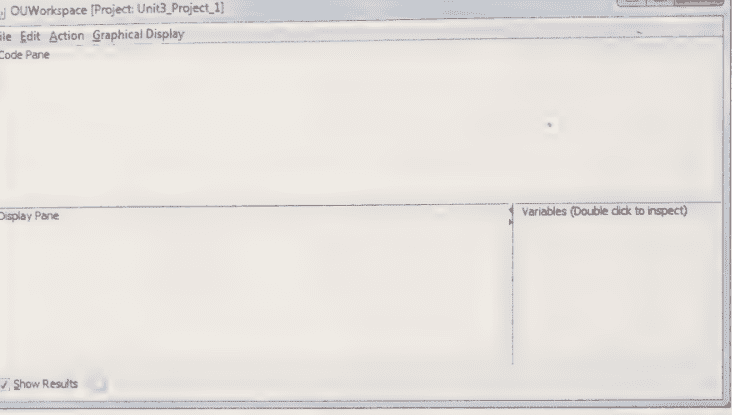 OUWorkspace [Project: Unit3_Project_1]
ile Edit Action Graphical Display
Code Pane
Display Pane
Variables (Double click to inspect)
Show Results